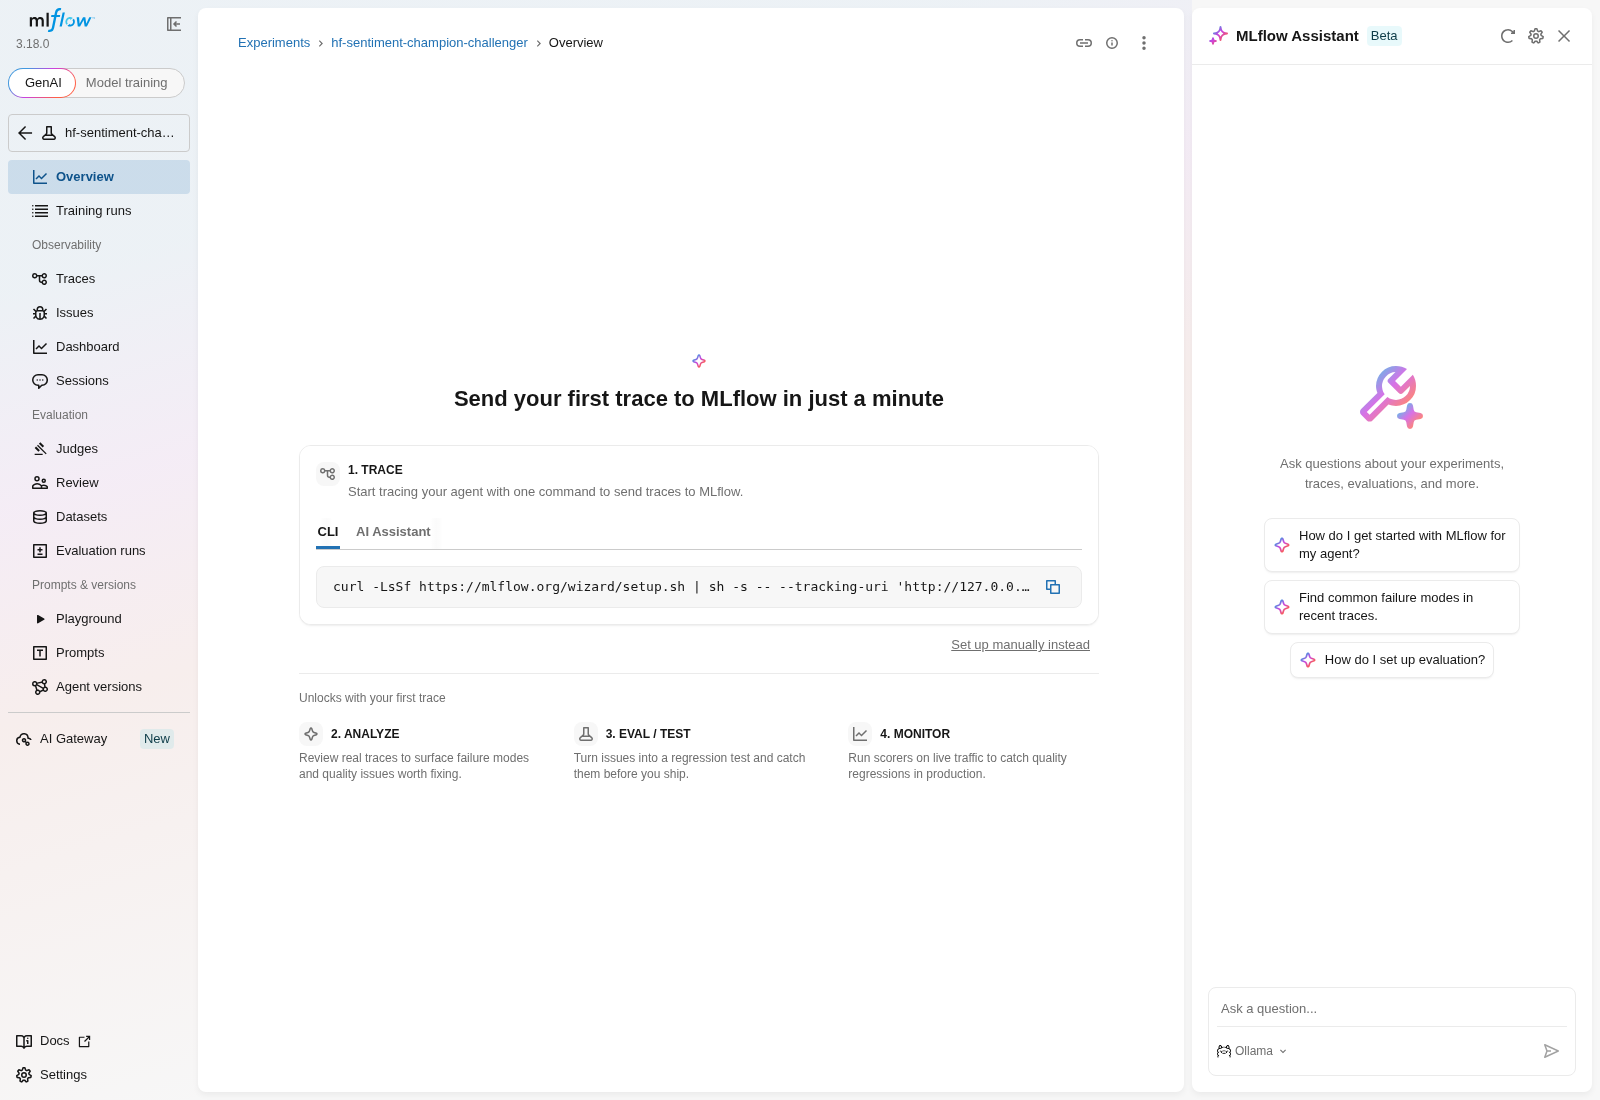 mlflow
3.18.0
GenAI
Model training
hf-sentiment-cha…
Overview
Training runs
Observability
Traces
Issues
Dashboard
Sessions
Evaluation
Judges
Review
Datasets
Evaluation runs
Prompts & versions
Playground
Prompts
Agent versions
AI Gateway
New
Docs
Settings
Experiments › hf-sentiment-champion-challenger › Overview
Send your first trace to MLflow in just a minute
1. TRACE
Start tracing your agent with one command to send traces to MLflow.
CLI
AI Assistant
curl -LsSf https://mlflow.org/wizard/setup.sh | sh -s -- --tracking-uri 'http://127.0.0.…
Set up manually instead
Unlocks with your first trace
2. ANALYZE
Review real traces to surface failure modes
and quality issues worth fixing.
3. EVAL / TEST
Turn issues into a regression test and catch
them before you ship.
4. MONITOR
Run scorers on live traffic to catch quality
regressions in production.
MLflow Assistant
Beta
Ask questions about your experiments,
traces, evaluations, and more.
How do I get started with MLflow for
my agent?
Find common failure modes in
recent traces.
How do I set up evaluation?
Ask a question...
Ollama